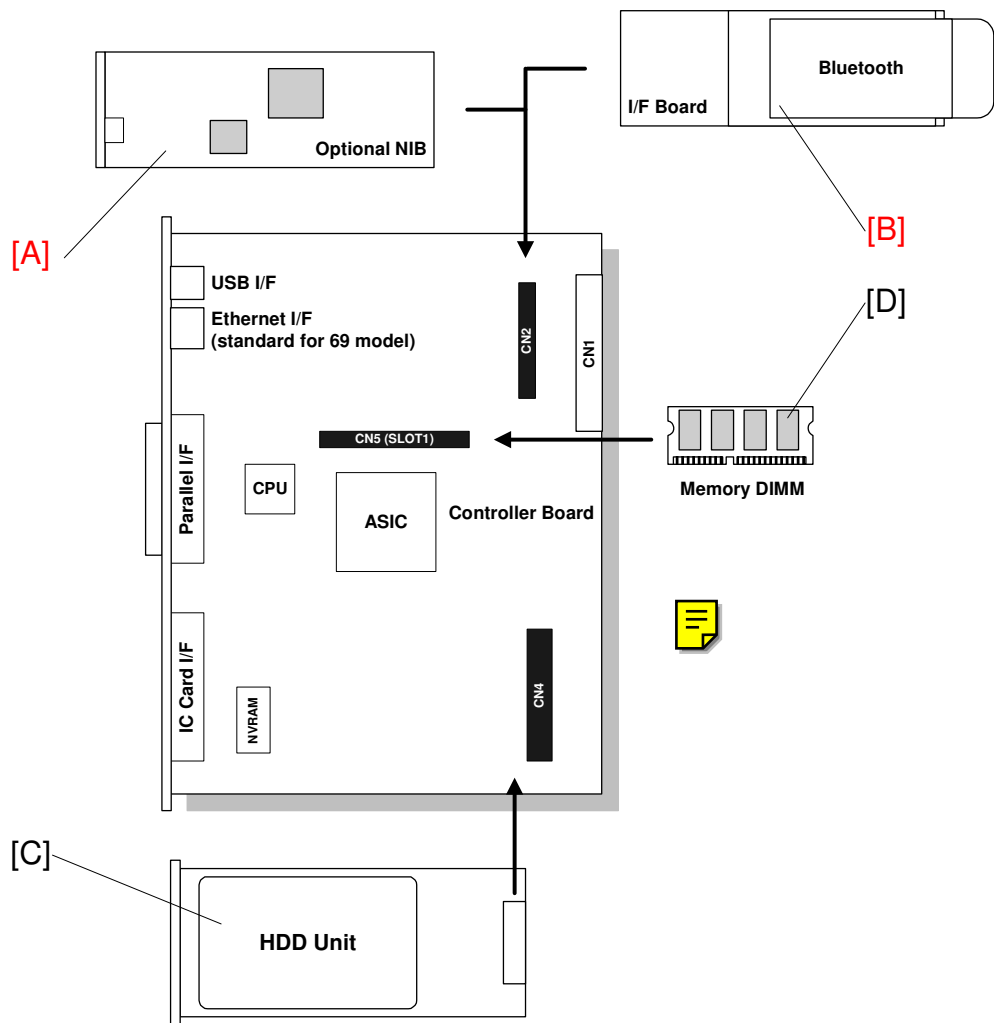 Bluetooth
I/F Board
Optional NIB
[A]
[B]
USB I/F
Ethernet I/F
(standard for 69 model)
[D]
CN2
CN1
CN5 (SLOT1)
Parallel I/F
CPU
ASIC
Controller Board
Memory DIMM
IC Card I/F
NVRAM
CN4
[C]
HDD Unit